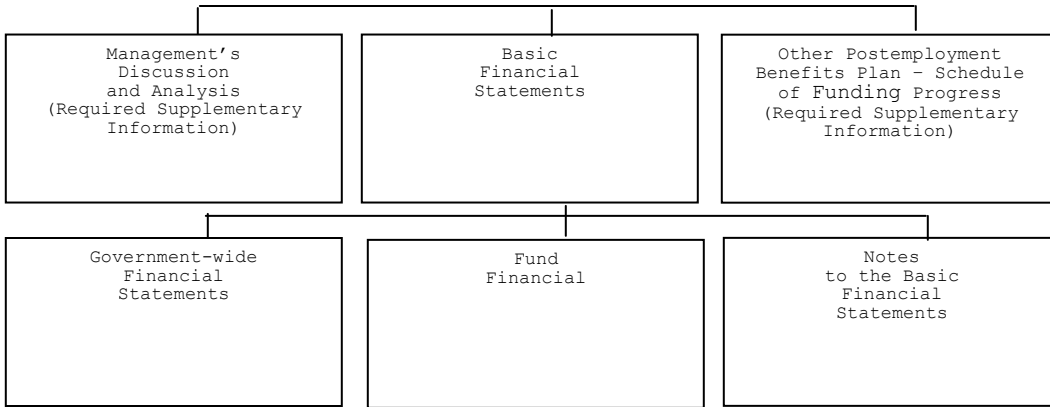 Management’s
Discussion
and Analysis
(Required Supplementary
Information)
Basic
Financial
Statements
Other Postemployment
Benefits Plan – Schedule
of Funding Progress
(Required Supplementary
Information)
Government-wide
Financial
Statements
Fund
Financial
Notes
to the Basic
Financial
Statements